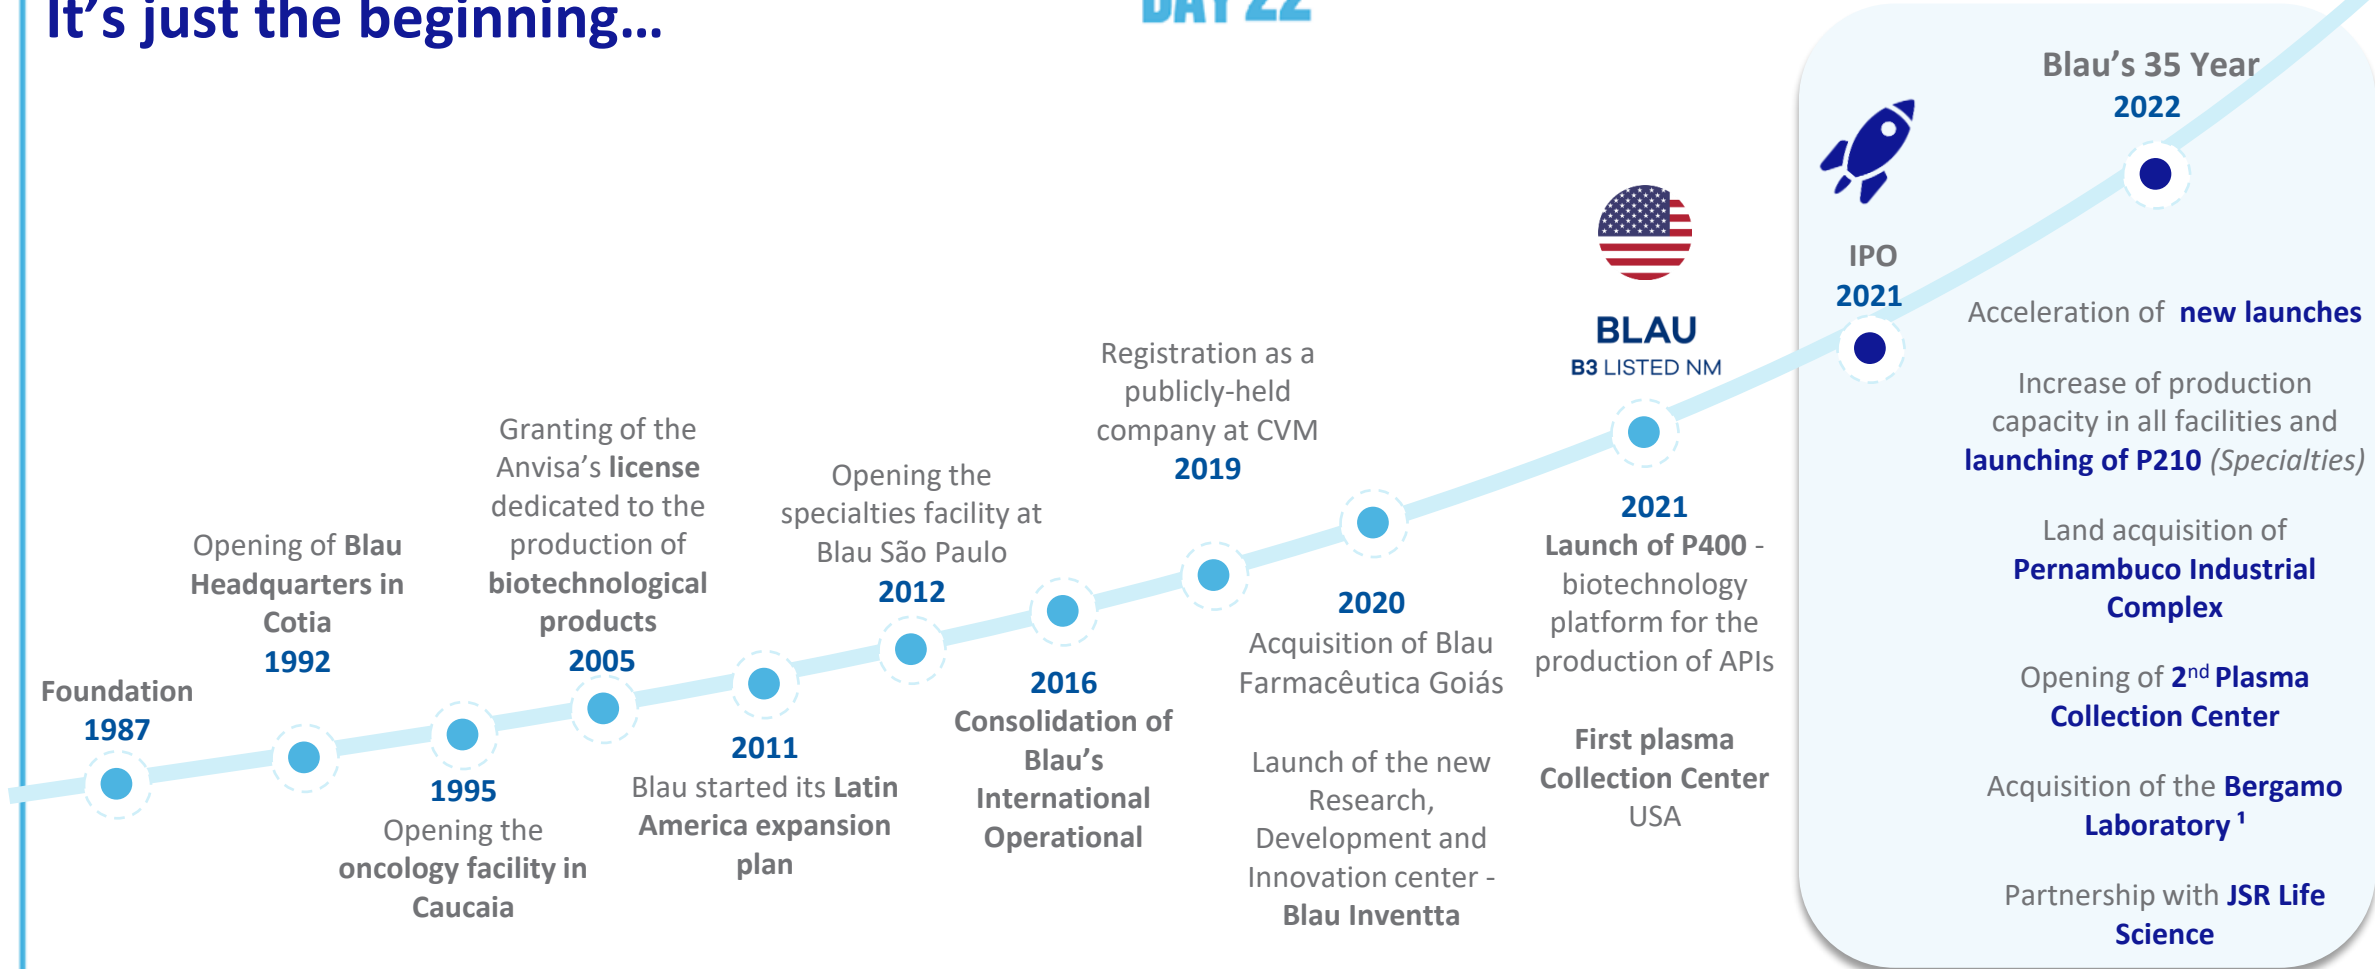 It's just the beginning...
DAY 22
Foundation
1987
Opening of Blau
Headquarters in
Cotia
1992
1995
Opening the
oncology facility in
Caucaia
Granting of the
Anvisa's license
dedicated to the
production of
biotechnological
products
2005
2011
Blau started its Latin
America expansion
plan
Opening the
specialties facility at
Blau São Paulo
2012
2016
Consolidation of
Blau's
International
Operational
Registration as a
publicly-held
company at CVM
2019
2020
Acquisition of Blau
Farmacêutica Goiás
Launch of the new
Research,
Development and
Innovation center -
Blau Inventta
BLAU
B3 LISTED NM
2021
Launch of P400 -
biotechnology
platform for the
production of APIs
First plasma
Collection Center
USA
IPO
2021
Blau's 35 Year
2022
Acceleration of new launches
Increase of production
capacity in all facilities and
launching of P210 (Specialties)
Land acquisition of
Pernambuco Industrial
Complex
Opening of 2nd Plasma
Collection Center
Acquisition of the Bergamo
Laboratory ¹
Partnership with JSR Life
Science